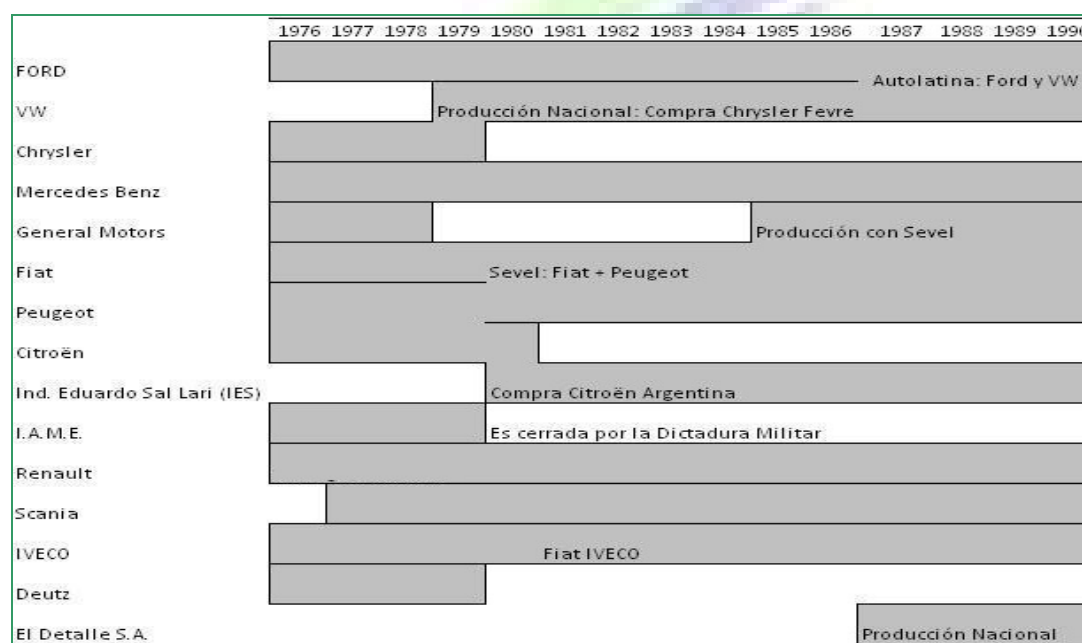 1976 1977 1978 1979 1980 1981 1982 1983 1984 1985 1986 1987 1988 1989 1990
FORD
Autolatina: Ford y VW
VW Producción Nacional: Compra Chrysler Fevre
Chrysler
Mercedes Benz
General Motors Producción con Sevel
Fiat Sevel: Fiat + Peugeot
Peugeot
Citroën
Ind. Eduardo Sal Lari (IES) Compra Citroën Argentina
I.A.M.E. Es cerrada por la Dictadura Militar
Renault
Scania
IVECO Fiat IVECO
Deutz
El Detalle S.A. Producción Nacional